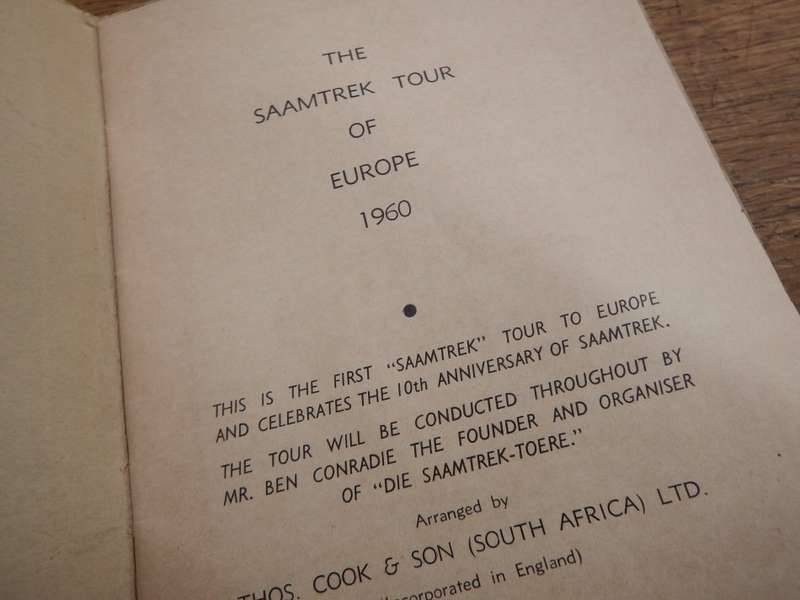 THE
SAAMTREK TOUR
OF
EUROPE
1960
THIS IS THE FIRST "SAAMTREK" TOUR TO EUROPE
AND CELEBRATES THE 10th ANNIVERSARY OF SAAMTREK.
THE TOUR WILL BE CONDUCTED THROUGHOUT BY
MR. BEN CONRADIE THE FOUNDER AND ORGANISER
OF "DIE SAAMTREK-TOERE."
Arranged by
THOS. COOK & SON (SOUTH AFRICA) LTD.
(Incorporated in England)